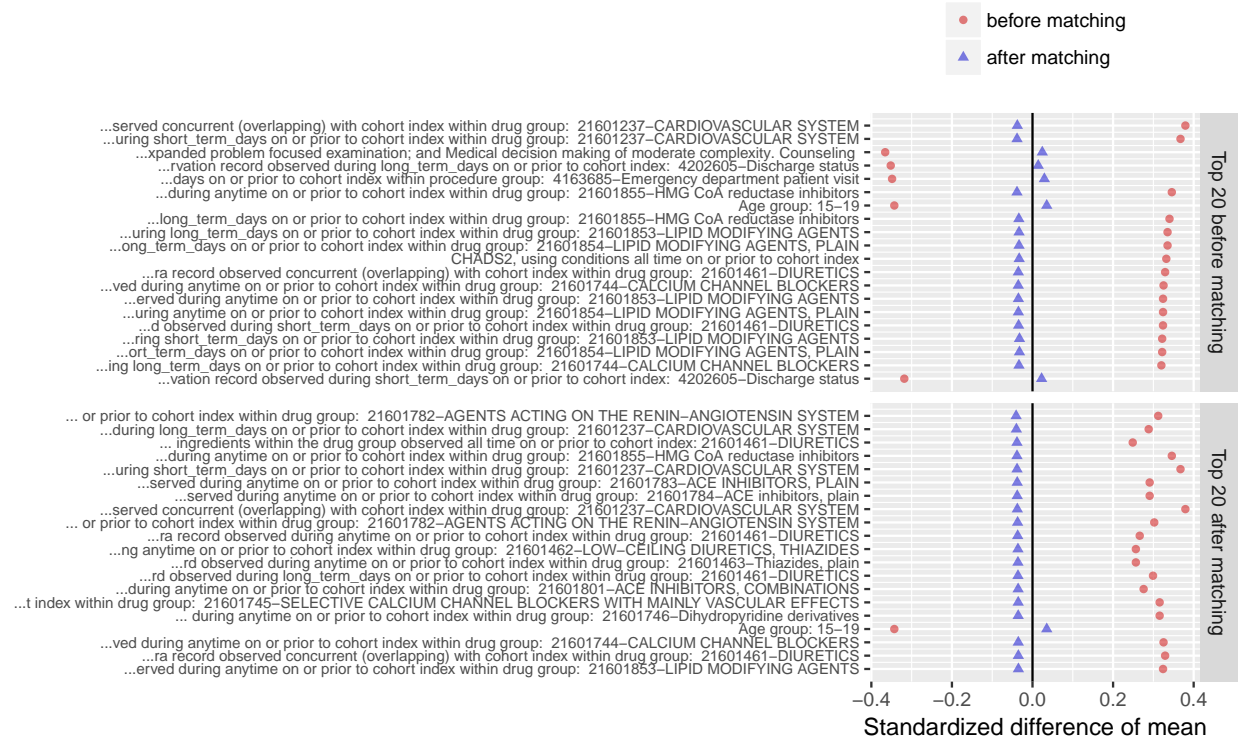 before matching
after matching
...served concurrent (overlapping) with cohort index within drug group:  21601237−CARDIOVASCULAR SYSTEM
...uring short_term_days on or prior to cohort index within drug group:  21601237−CARDIOVASCULAR SYSTEM
...xpanded problem focused examination; and Medical decision making of moderate complexity. Counseling
...rvation record observed during long_term_days on or prior to cohort index:  4202605−Discharge status
...days on or prior to cohort index within procedure group:  4163685−Emergency department patient visit
...during anytime on or prior to cohort index within drug group:  21601855−HMG CoA reductase inhibitors
Age group: 15−19
...long_term_days on or prior to cohort index within drug group:  21601855−HMG CoA reductase inhibitors
...uring long_term_days on or prior to cohort index within drug group:  21601853−LIPID MODIFYING AGENTS
...ong_term_days on or prior to cohort index within drug group:  21601854−LIPID MODIFYING AGENTS, PLAIN
CHADS2, using conditions all time on or prior to cohort index
...ra record observed concurrent (overlapping) with cohort index within drug group:  21601461−DIURETICS
...ved during anytime on or prior to cohort index within drug group:  21601744−CALCIUM CHANNEL BLOCKERS
...erved during anytime on or prior to cohort index within drug group:  21601853−LIPID MODIFYING AGENTS
...uring anytime on or prior to cohort index within drug group:  21601854−LIPID MODIFYING AGENTS, PLAIN
...d observed during short_term_days on or prior to cohort index within drug group:  21601461−DIURETICS
...ring short_term_days on or prior to cohort index within drug group:  21601853−LIPID MODIFYING AGENTS
...ort_term_days on or prior to cohort index within drug group:  21601854−LIPID MODIFYING AGENTS, PLAIN
...ing long_term_days on or prior to cohort index within drug group:  21601744−CALCIUM CHANNEL BLOCKERS
...vation record observed during short_term_days on or prior to cohort index:  4202605−Discharge status
Top 20 before matching
... or prior to cohort index within drug group:  21601782−AGENTS ACTING ON THE RENIN−ANGIOTENSIN SYSTEM
...during long_term_days on or prior to cohort index within drug group:  21601237−CARDIOVASCULAR SYSTEM
... ingredients within the drug group observed all time on or prior to cohort index: 21601461−DIURETICS
...during anytime on or prior to cohort index within drug group:  21601855−HMG CoA reductase inhibitors
...uring short_term_days on or prior to cohort index within drug group:  21601237−CARDIOVASCULAR SYSTEM
...served during anytime on or prior to cohort index within drug group:  21601783−ACE INHIBITORS, PLAIN
...served during anytime on or prior to cohort index within drug group:  21601784−ACE inhibitors, plain
...served concurrent (overlapping) with cohort index within drug group:  21601237−CARDIOVASCULAR SYSTEM
... or prior to cohort index within drug group:  21601782−AGENTS ACTING ON THE RENIN−ANGIOTENSIN SYSTEM
...ra record observed during anytime on or prior to cohort index within drug group:  21601461−DIURETICS
...ng anytime on or prior to cohort index within drug group:  21601462−LOW−CEILING DIURETICS, THIAZIDES
...rd observed during anytime on or prior to cohort index within drug group:  21601463−Thiazides, plain
...rd observed during long_term_days on or prior to cohort index within drug group:  21601461−DIURETICS
...during anytime on or prior to cohort index within drug group:  21601801−ACE INHIBITORS, COMBINATIONS
...t index within drug group:  21601745−SELECTIVE CALCIUM CHANNEL BLOCKERS WITH MAINLY VASCULAR EFFECTS
... during anytime on or prior to cohort index within drug group:  21601746−Dihydropyridine derivatives
Age group: 15−19
...ved during anytime on or prior to cohort index within drug group:  21601744−CALCIUM CHANNEL BLOCKERS
...ra record observed concurrent (overlapping) with cohort index within drug group:  21601461−DIURETICS
...erved during anytime on or prior to cohort index within drug group:  21601853−LIPID MODIFYING AGENTS
Top 20 after matching
−0.4 −0.2 0.0 0.2 0.4
Standardized difference of mean